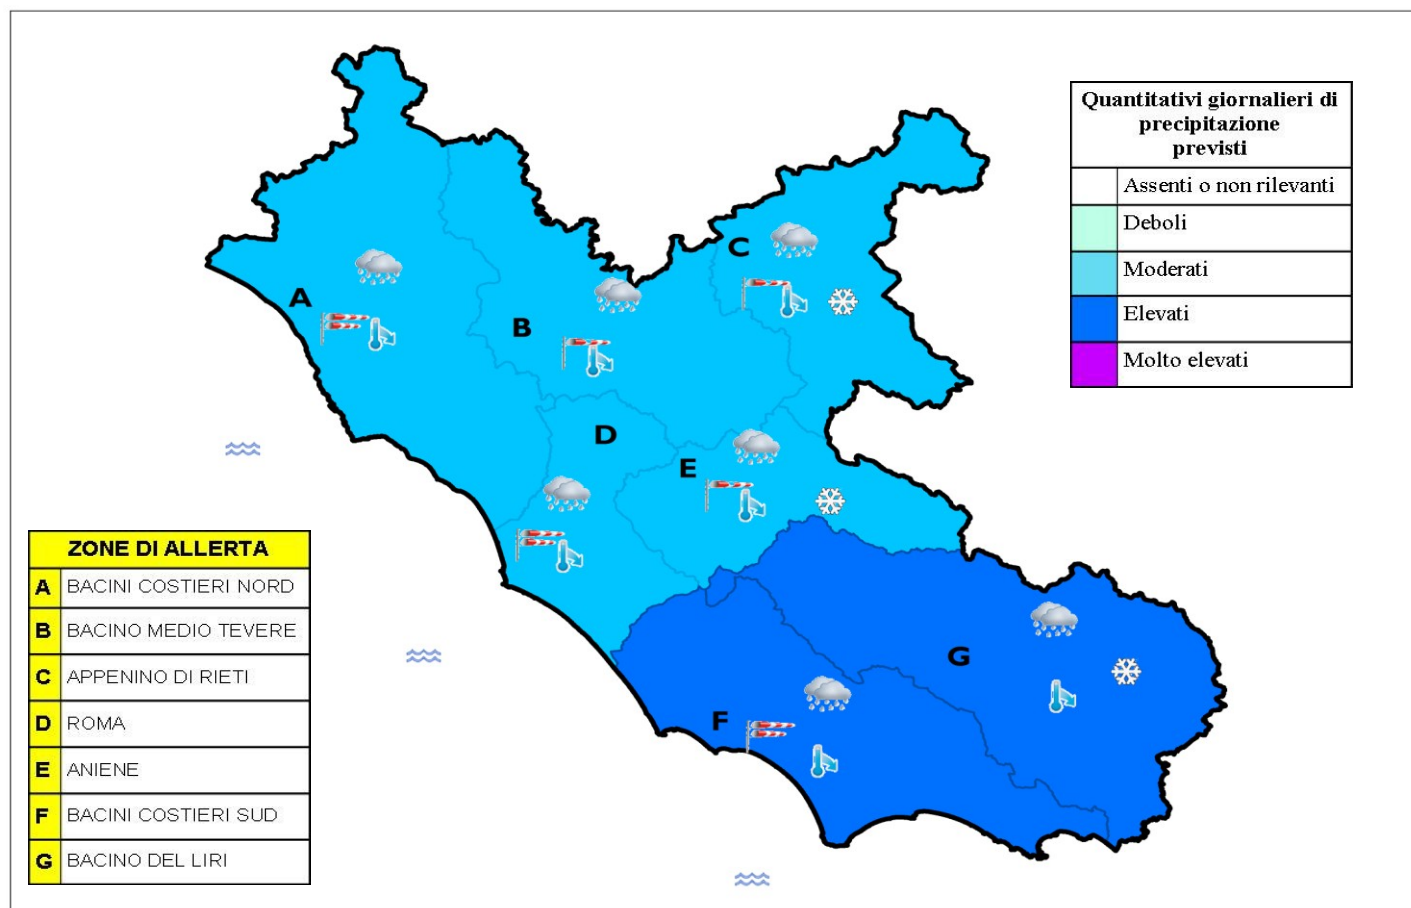 Quantitativi giornalieri di
precipitazione
previsti
Assenti o non rilevanti
Deboli
Moderati
Elevati
Molto elevati
C
A
B
D
E
G
F
ZONE DI ALLERTA
A BACINI COSTIERI NORD
B BACINO MEDIO TEVERE
C APPENINO DI RIETI
D ROMA
E ANIENE
F BACINI COSTIERI SUD
G BACINO DEL LIRI